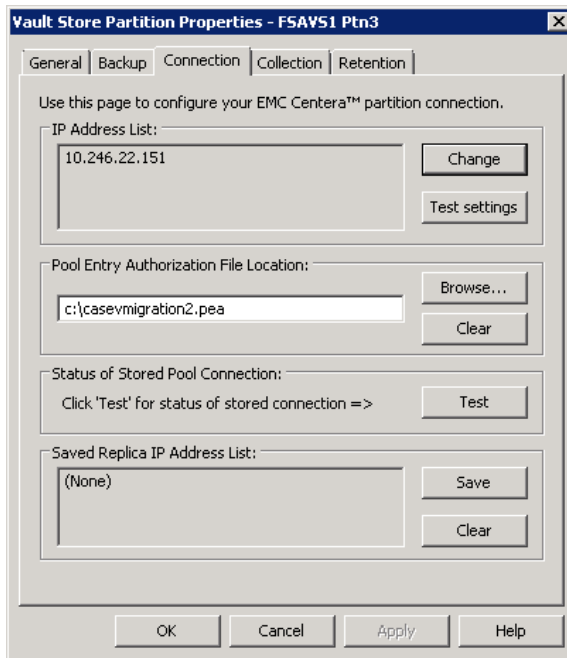 Vault Store Partition Properties - FSAVS1 Ptn3
General Backup Connection Collection Retention
Use this page to configure your EMC Centera™ partition connection.
IP Address List:
10.246.22.151
Change
Test settings
Pool Entry Authorization File Location:
Browse...
c:\casevmigration2.pea
Clear
Status of Stored Pool Connection:
Click 'Test' for status of stored connection => Test
Saved Replica IP Address List:
(None)
Save
Clear
OK Cancel Apply Help